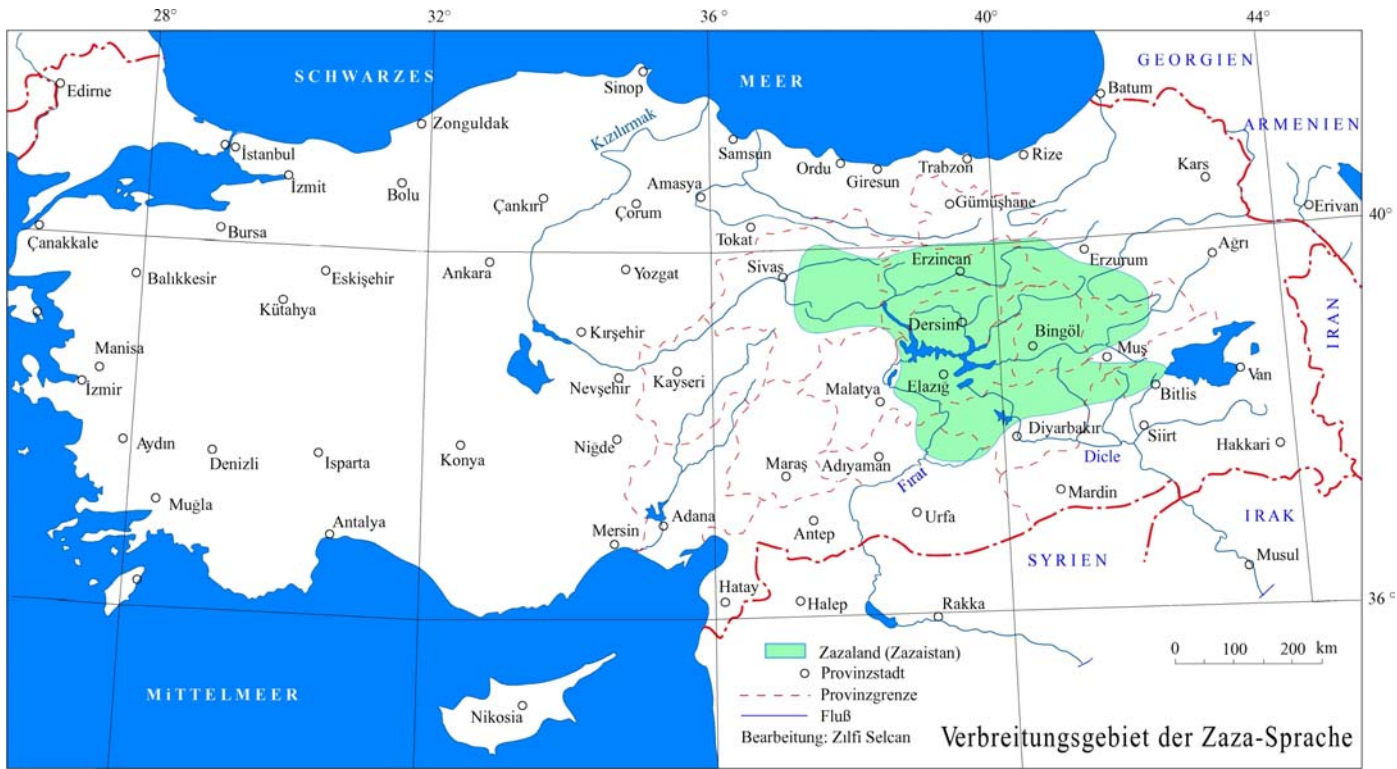 28° 32° 36° 40° 44°
GEORGIEN
SCHWARZES MEER
Sinop
Edirne
Batum
Zonguldak
Kızılırmak
ARMENIEN
İstanbul
Samsun
Ordu
Giresun
Trabzon
Rize
Kars
İzmit
Bolu
Çankırı
Çorum
Amasya
Gümüşhane
Erivan
40°
Çanakkale
Bursa
Tokat
Ağrı
Balıkkesir
Eskişehir
Ankara
Yozgat
Sivas
Erzincan
Erzurum
Kütahya
IRAN
Kırşehir
Dersim
Bingöl
Manisa
Muş
İzmir
Nevşehir
Kayseri
Malatya
Elazığ
Van
Bitlis
Aydın
Denizli
Isparta
Konya
Niğde
Diyarbakır
Siirt
Hakkari
Maraş
Adıyaman
Dicle
Fırat
Muğla
Mardin
Antalya
Mersin
Adana
Antep
Urfa
IRAK
SYRIEN
Musul
Hatay
Halep
Rakka
36°
Zazaland (Zazaistan)
0 100 200 km
Provinzstadt
MiTTELMEER
Provinzgrenze
Nikosia
Fluß
Bearbeitung: Zılfi Selcan
Verbreitungsgebiet der Zaza-Sprache